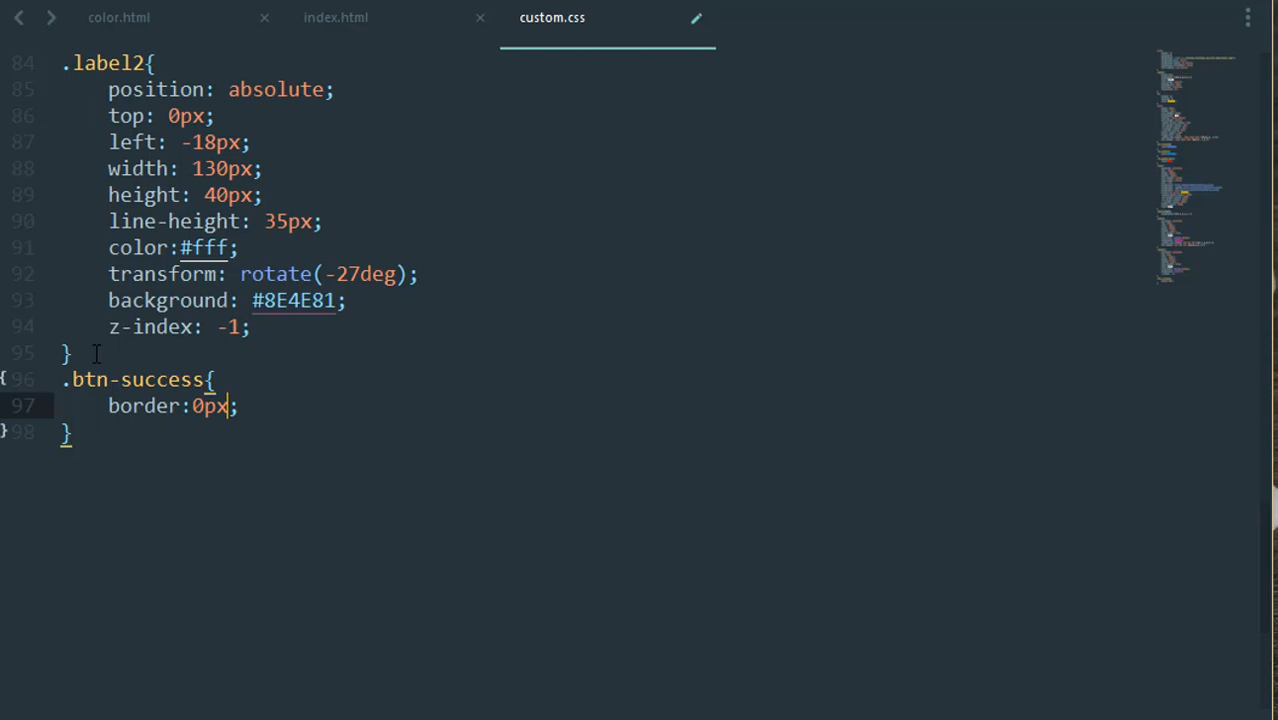 color.html × index.html × custom.css
84 .label2{
85 position: absolute;
86 top: 0px;
87 left: -18px;
88 width: 130px;
89 height: 40px;
90 line-height: 35px;
91 color:#fff;
92 transform: rotate(-27deg);
93 background: #8E4E81;
94 z-index: -1;
95 }
{ 96 .btn-success{
97 border:0px;
} 98 }